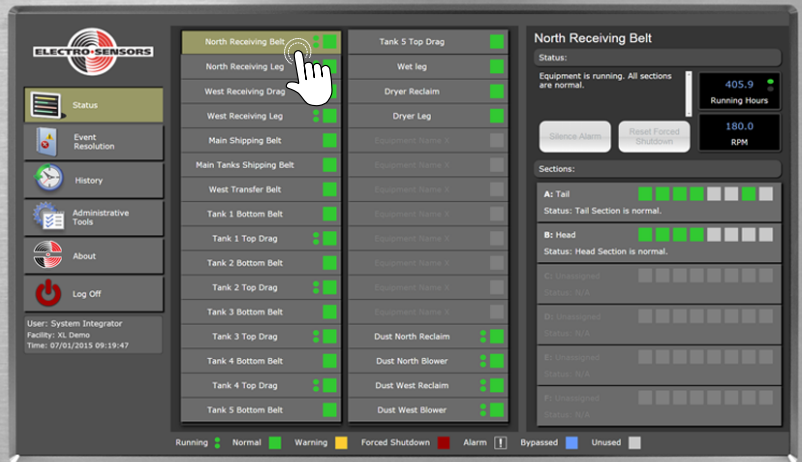 ELECTRO-SENSORS
Status
Event
Resolution
History
Administrative
Tools
About
Log Off
User: System Integrator
Facility: XL Demo
Time: 07/01/2015 09:19:47
North Receiving Belt
North Receiving Leg
West Receiving Drag
West Receiving Leg
Main Shipping Belt
Main Tanks Shipping Belt
West Transfer Belt
Tank 1 Bottom Belt
Tank 1 Top Drag
Tank 2 Bottom Belt
Tank 2 Top Drag
Tank 3 Bottom Belt
Tank 3 Top Drag
Tank 4 Bottom Belt
Tank 4 Top Drag
Tank 5 Bottom Belt
Tank 5 Top Drag
Wet leg
Dryer Reclaim
Dryer Leg
Equipment Name X
Equipment Name X
Equipment Name X
Equipment Name X
Equipment Name X
Equipment Name X
Equipment Name X
Equipment Name X
Dust North Reclaim
Dust North Blower
Dust West Reclaim
Dust West Blower
North Receiving Belt
Status:
Equipment is running. All sections
are normal.
405.9
Running Hours
Silence Alarm
Reset Forced
Shutdown
180.0
RPM
Sections:
A: Tail
Status: Tail Section is normal.
B: Head
Status: Head Section is normal.
C: Unassigned
Status: N/A
D: Unassigned
Status: N/A
E: Unassigned
Status: N/A
F: Unassigned
Status: N/A
Running Normal Warning Forced Shutdown Alarm ! Bypassed Unused